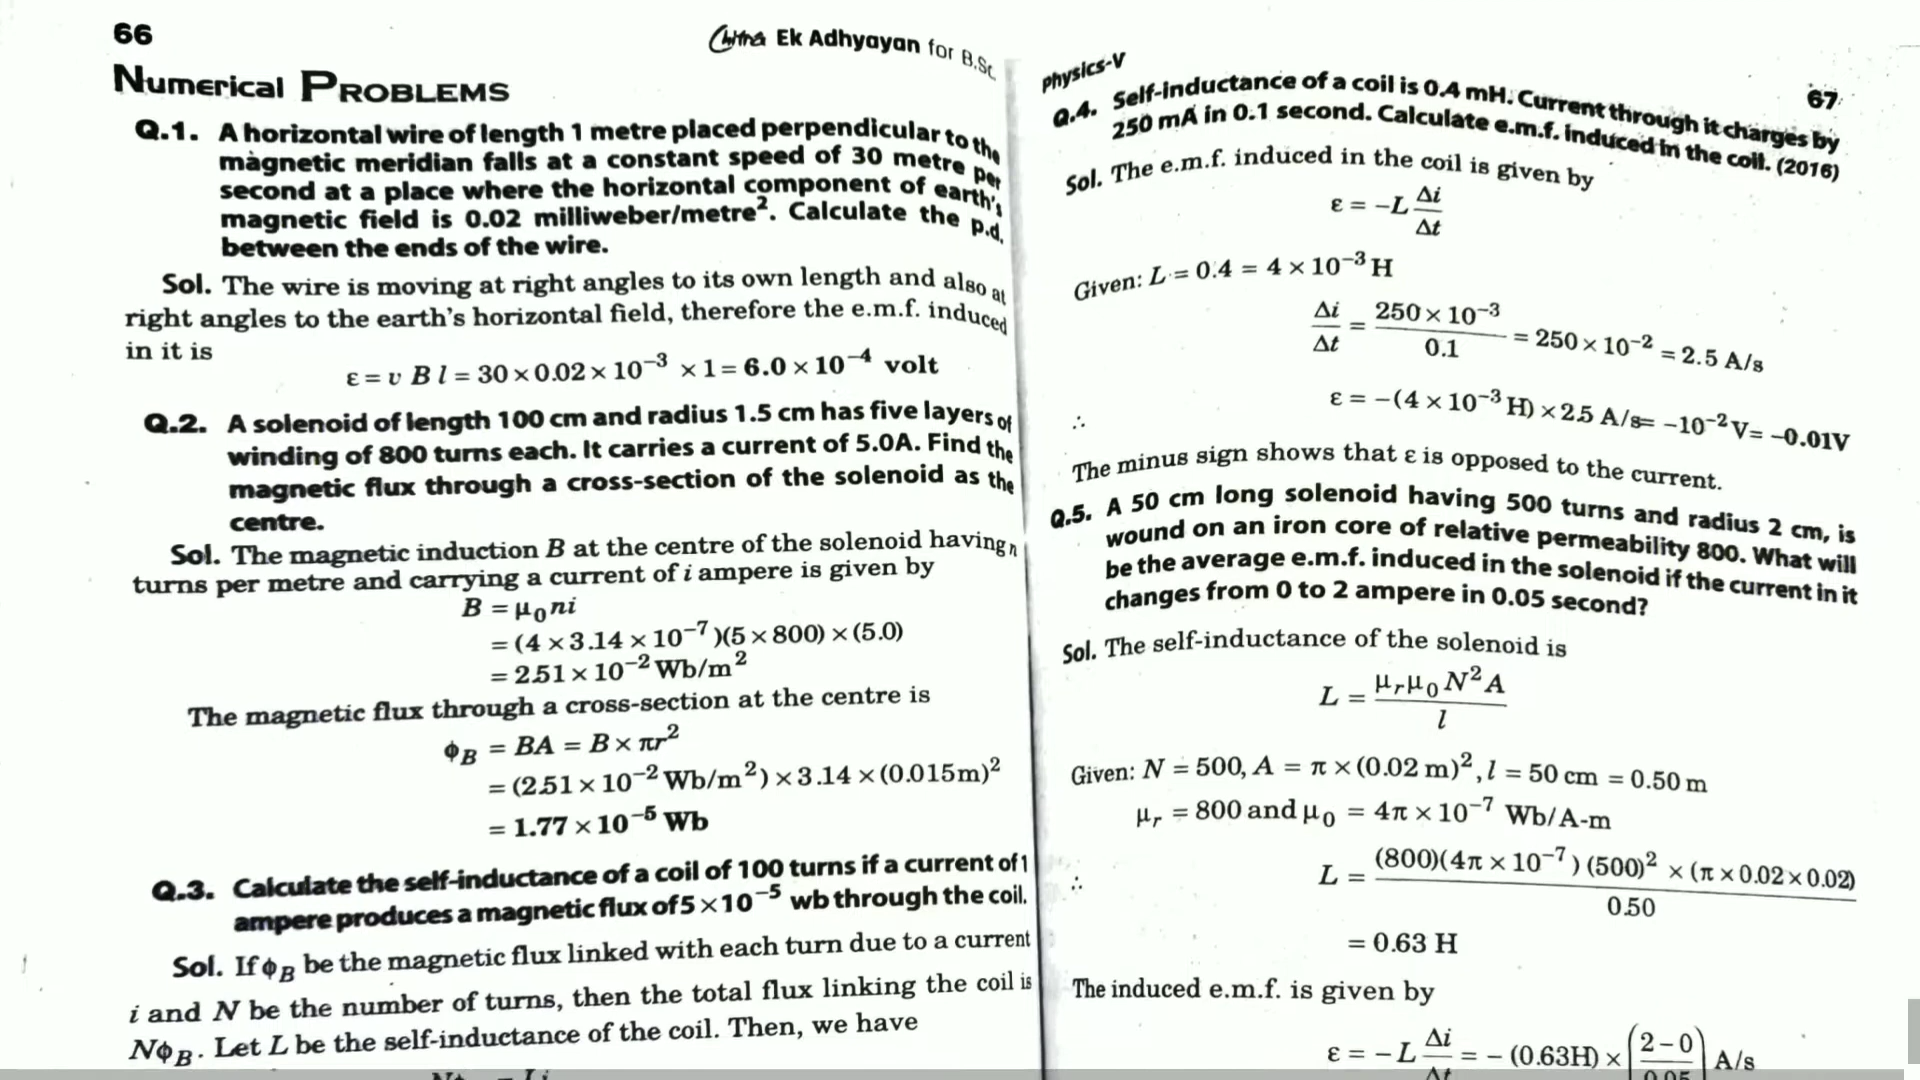 66
Chitra Ek Adhyayan for B.Sc.
NUMERICAL PROBLEMS
Q.1. A horizontal wire of length 1 metre placed perpendicular to the
magnetic meridian falls at a constant speed of 30 metre per
second at a place where the horizontal component of earth's
magnetic field is 0.02 milliweber/metre². Calculate the p.d.
between the ends of the wire.
Sol. The wire is moving at right angles to its own length and also at
right angles to the earth's horizontal field, therefore the e.m.f. induced
in it is
ε = v B l = 30 × 0.02 × 10⁻³ × 1 = 6.0 × 10⁻⁴ volt
Q.2. A solenoid of length 100 cm and radius 1.5 cm has five layers of
winding of 800 turns each. It carries a current of 5.0A. Find the
magnetic flux through a cross-section of the solenoid as the
centre.
Sol. The magnetic induction B at the centre of the solenoid having n
turns per metre and carrying a current of i ampere is given by
B = μ₀ni
= (4 × 3.14 × 10⁻⁷)(5 × 800) × (5.0)
= 2.51 × 10⁻² Wb/m²
The magnetic flux through a cross-section at the centre is
ϕ_B = BA = B × πr²
= (2.51 × 10⁻² Wb/m²) × 3.14 × (0.015m)²
= 1.77 × 10⁻⁵ Wb
Q.3. Calculate the self-inductance of a coil of 100 turns if a current of 1
ampere produces a magnetic flux of 5 × 10⁻⁵ wb through the coil.
Sol. If ϕ_B be the magnetic flux linked with each turn due to a current
i and N be the number of turns, then the total flux linking the coil is
Nϕ_B. Let L be the self-inductance of the coil. Then, we have
Physics-V
67
Q.4. Self-inductance of a coil is 0.4 mH. Current through it charges by
250 mA in 0.1 second. Calculate e.m.f. induced in the coil. (2016)
Sol. The e.m.f. induced in the coil is given by
ε = −L Δi/Δt
Given: L = 0.4 = 4 × 10⁻³ H
Δi/Δt = 250 × 10⁻³/0.1 = 250 × 10⁻² = 2.5 A/s
∴ ε = −(4 × 10⁻³ H) × 2.5 A/s = −10⁻² V = −0.01V
The minus sign shows that ε is opposed to the current.
Q.5. A 50 cm long solenoid having 500 turns and radius 2 cm, is
wound on an iron core of relative permeability 800. What will
be the average e.m.f. induced in the solenoid if the current in it
changes from 0 to 2 ampere in 0.05 second?
Sol. The self-inductance of the solenoid is
L = μᵣμ₀N²A/l
Given: N = 500, A = π × (0.02 m)², l = 50 cm = 0.50 m
μᵣ = 800 and μ₀ = 4π × 10⁻⁷ Wb/A-m
∴ L = (800)(4π × 10⁻⁷)(500)² × (π × 0.02 × 0.02)/0.50
= 0.63 H
The induced e.m.f. is given by
ε = −L Δi/Δt = −(0.63H) × (2 − 0/0.05) A/s